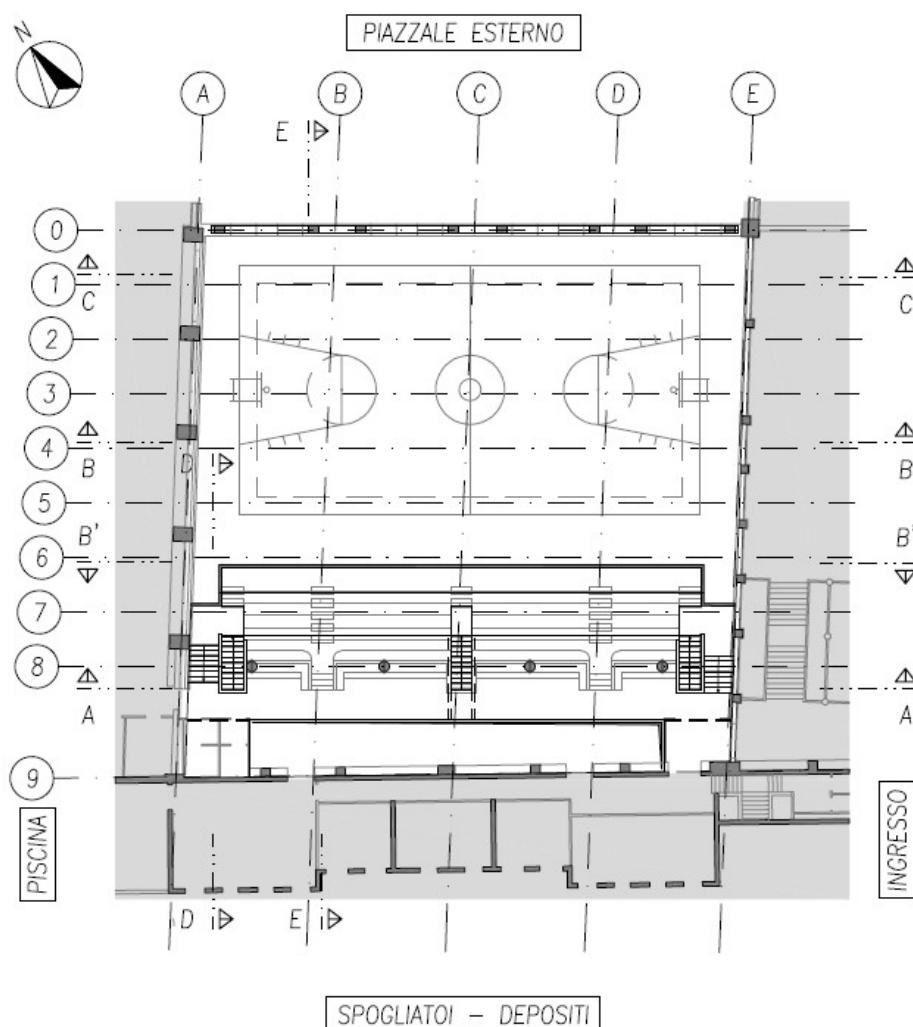 PIAZZALE ESTERNO
N
A B C D E
E
0
1
C C
2
3
4
B B
D
5
B' B'
6
7
8
A A
9
PISCINA
INGRESSO
D E
SPOGLIATOI – DEPOSITI